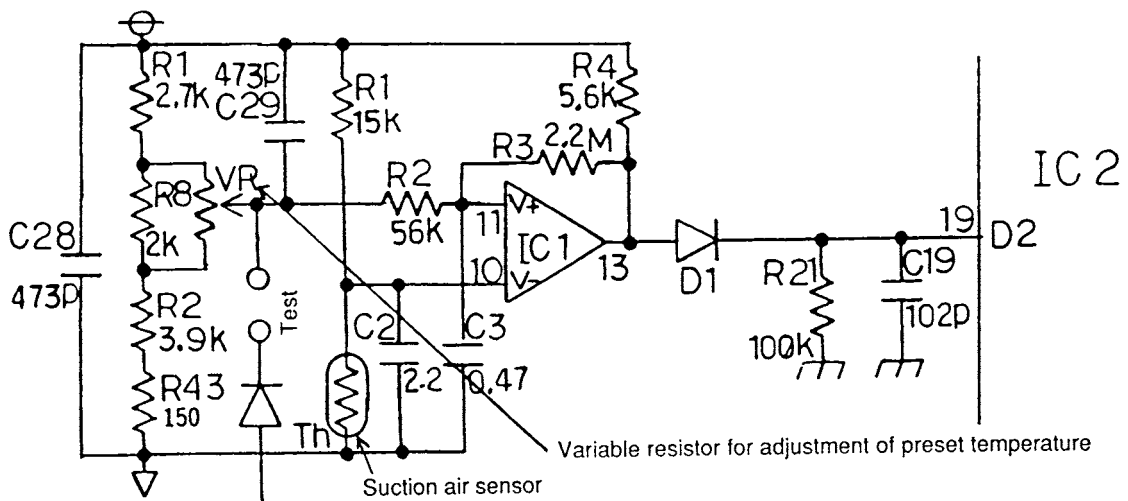 R1
2.7K
473p
C29
R1
15K
R4
5.6K
R3
2.2M
IC 2
R8
2K
VR
R2
56K
11
V+
IC1
10
V-
13
D1
19
D2
C28
473p
R2
3.9K
R43
150
Test
Th
C2
2.2
C3
0.47
R21
100K
C19
102p
Variable resistor for adjustment of preset temperature
Suction air sensor